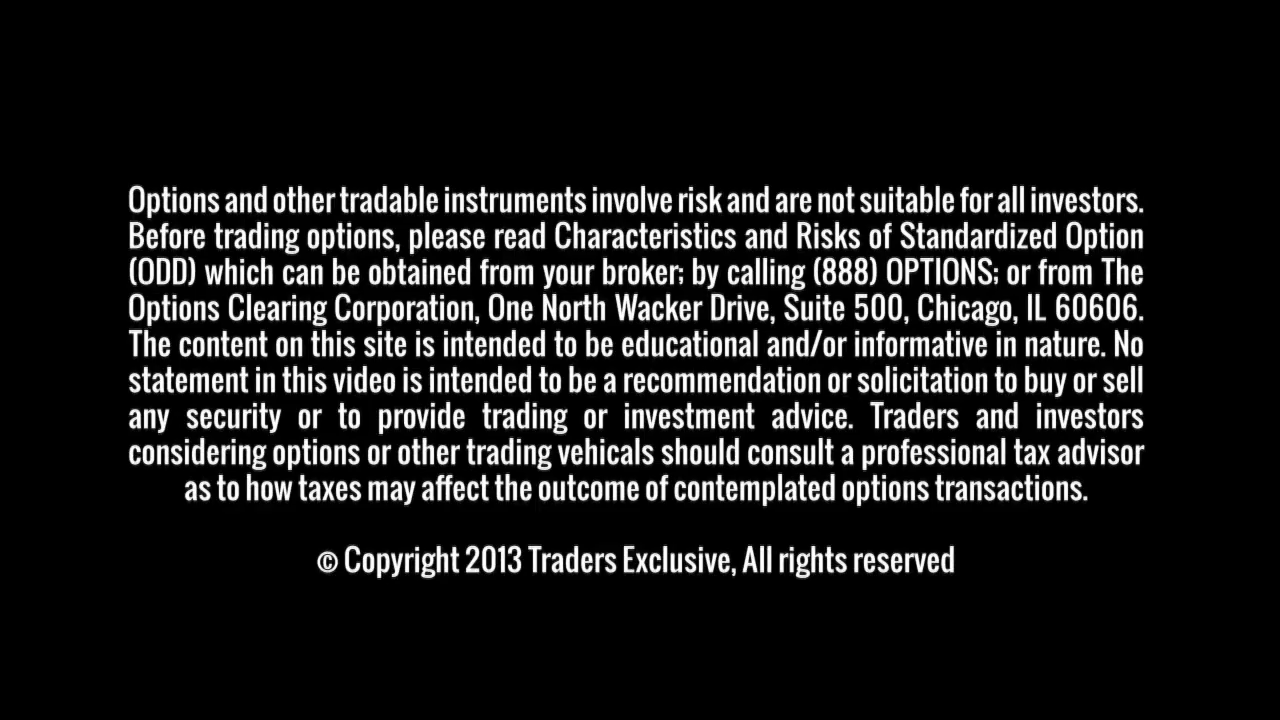 Options and other tradable instruments involve risk and are not suitable for all investors.
Before trading options, please read Characteristics and Risks of Standardized Option
(ODD) which can be obtained from your broker; by calling (888) OPTIONS; or from The
Options Clearing Corporation, One North Wacker Drive, Suite 500, Chicago, IL 60606.
The content on this site is intended to be educational and/or informative in nature. No
statement in this video is intended to be a recommendation or solicitation to buy or sell
any security or to provide trading or investment advice. Traders and investors
considering options or other trading vehicals should consult a professional tax advisor
as to how taxes may affect the outcome of contemplated options transactions.
© Copyright 2013 Traders Exclusive, All rights reserved